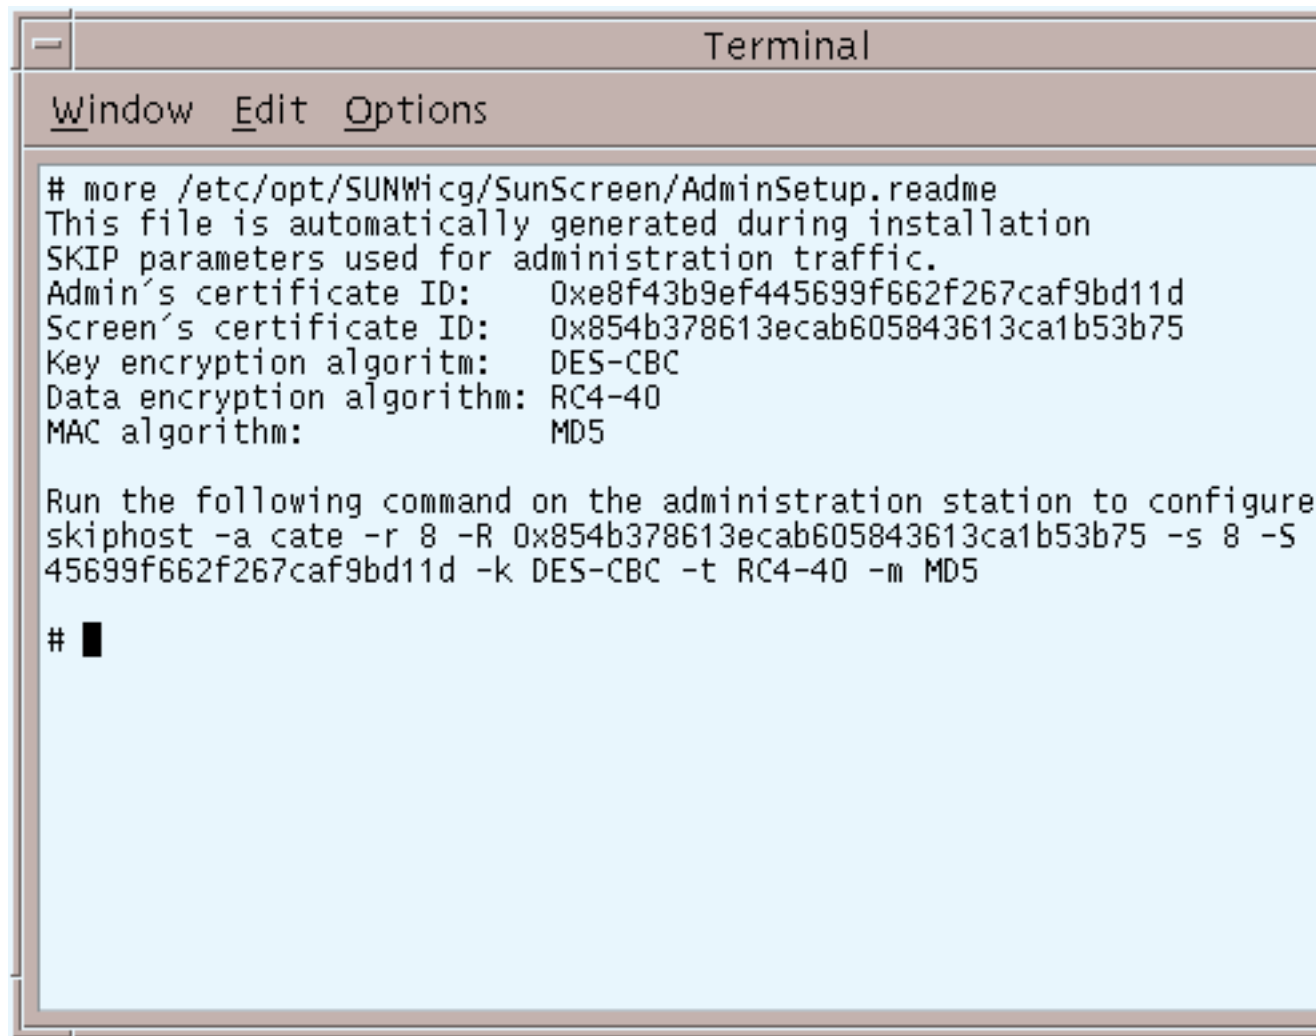 Terminal
Window Edit Options
# more /etc/opt/SUNWicg/SunScreen/AdminSetup.readme
This file is automatically generated during installation
SKIP parameters used for administration traffic.
Admin´s certificate ID: 0xe8f43b9ef445699f662f267caf9bd11d
Screen´s certificate ID: 0x854b378613ecab605843613ca1b53b75
Key encryption algoritm: DES-CBC
Data encryption algorithm: RC4-40
MAC algorithm: MD5
Run the following command on the administration station to configure
skiphost -a cate -r 8 -R 0x854b378613ecab605843613ca1b53b75 -s 8 -S
45699f662f267caf9bd11d -k DES-CBC -t RC4-40 -m MD5
#